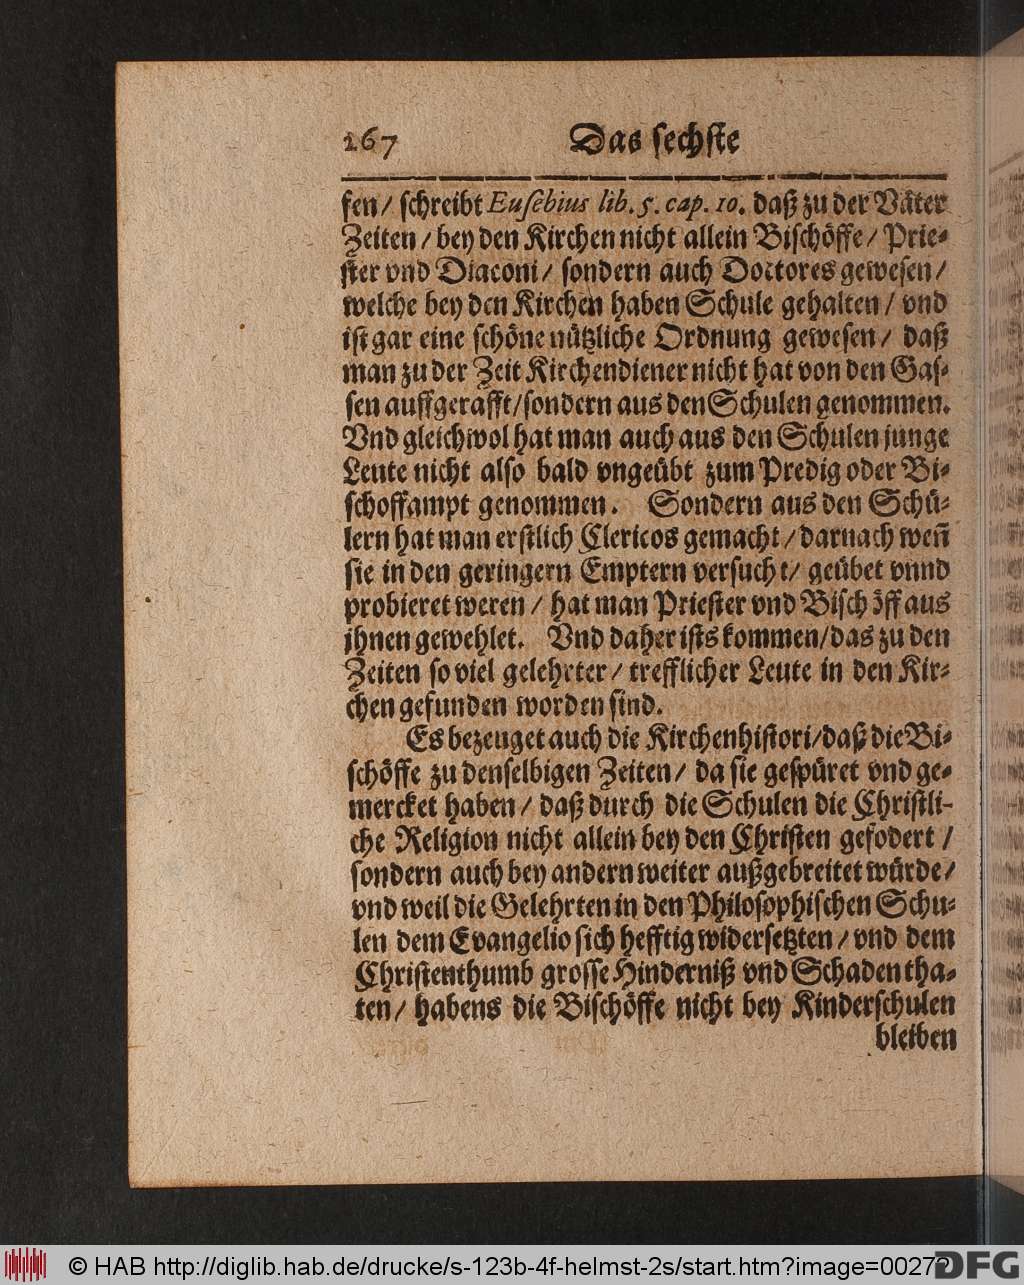 267 Das sechste
fen/ schreibt Eusebius lib. 5. cap. 10. daß zu der Väter
Zeiten / bey den Kirchen nicht allein Bischöffe/ Prie-
ster vnd Diaconi/ sondern auch Doctores gewesen/
welche bey den Kirchen haben Schule gehalten/ vnd
ist gar eine schöne nützliche Ordnung gewesen/ daß
man zu der Zeit Kirchendiener nicht hat von den Gas-
sen auffgerafft/sondern aus den Schulen genommen.
Vnd gleichwol hat man auch aus den Schulen junge
Leute nicht also bald vngeübt zum Predig oder Bi-
schoffampt genommen. Sondern aus den Schü-
lern hat man erstlich Clericos gemacht/darnach weñ
sie in den geringern Emptern versucht/ geübet vnnd
probieret weren / hat man Priester vnd Bischöff aus
jhnen gewehlet. Vnd daher ists kommen/das zu den
Zeiten so viel gelehrter/ trefflicher Leute in den Kir-
chen gefunden worden sind.
Es bezeuget auch die Kirchenhistori/daß die Bi-
schöffe zu denselbigen Zeiten/ da sie gespüret vnd ge-
mercket haben/ daß durch die Schulen die Christli-
che Religion nicht allein bey den Christen gefodert /
sondern auch bey andern weiter außgebreitet würde/
vnd weil die Gelehrten in den Philosophischen Schu-
len dem Evangelio sich hefftig widersetzten/ vnd dem
Christenthumb grosse Hinderniß vnd Schaden tha-
ten/ habens die Bischöffe nicht bey Kinderschulen
bleiben
© HAB http://diglib.hab.de/drucke/s-123b-4f-helmst-2s/start.htm?image=00272
DFG